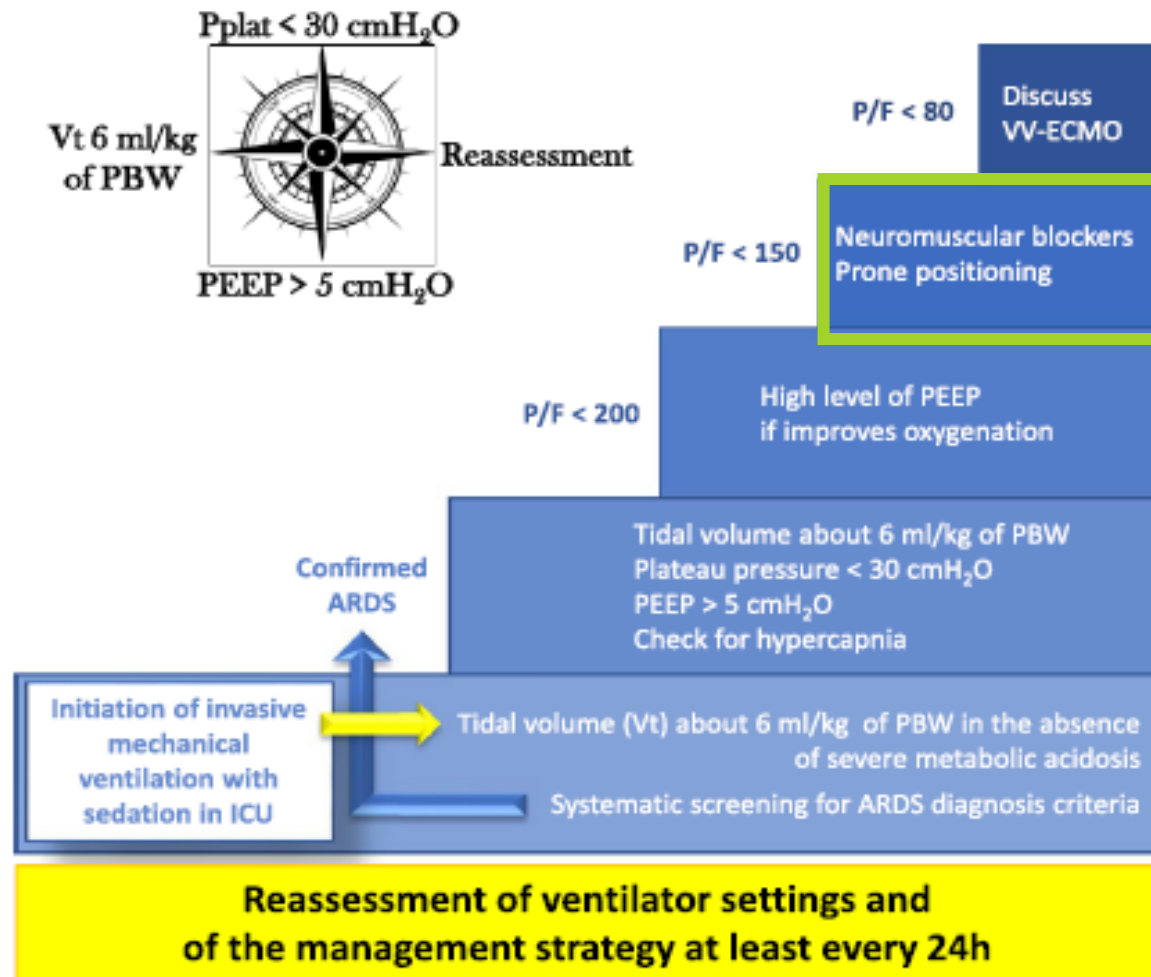 Pplat < 30 cmH₂O
Vt 6 ml/kg
of PBW
Reassessment
PEEP > 5 cmH₂O
P/F < 80
Discuss
VV-ECMO
P/F < 150
Neuromuscular blockers
Prone positioning
P/F < 200
High level of PEEP
if improves oxygenation
Confirmed
ARDS
Tidal volume about 6 ml/kg of PBW
Plateau pressure < 30 cmH₂O
PEEP > 5 cmH₂O
Check for hypercapnia
Initiation of invasive
mechanical
ventilation with
sedation in ICU
Tidal volume (Vt) about 6 ml/kg of PBW in the absence
of severe metabolic acidosis
Systematic screening for ARDS diagnosis criteria
Reassessment of ventilator settings and
of the management strategy at least every 24h